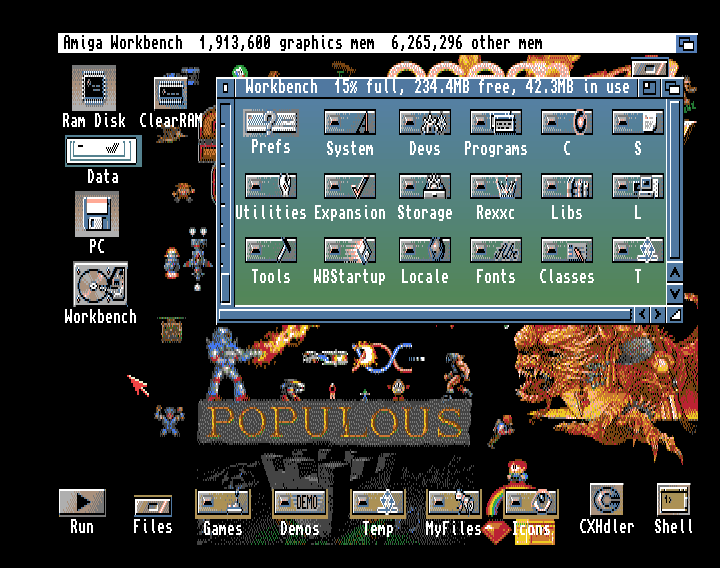 Amiga Workbench 1,913,600 graphics mem 6,265,296 other mem
Workbench 15% full, 234.4MB free, 42.3MB in use
Ram Disk ClearRAM
Data
PC
Workbench
Prefs System Devs Programs C S
Utilities Expansion Storage Rexxc Libs L
Tools WBStartup Locale Fonts Classes T
POPULOUS
DEMO
Run Files Games Demos Temp MyFiles Icons CXHdler Shell